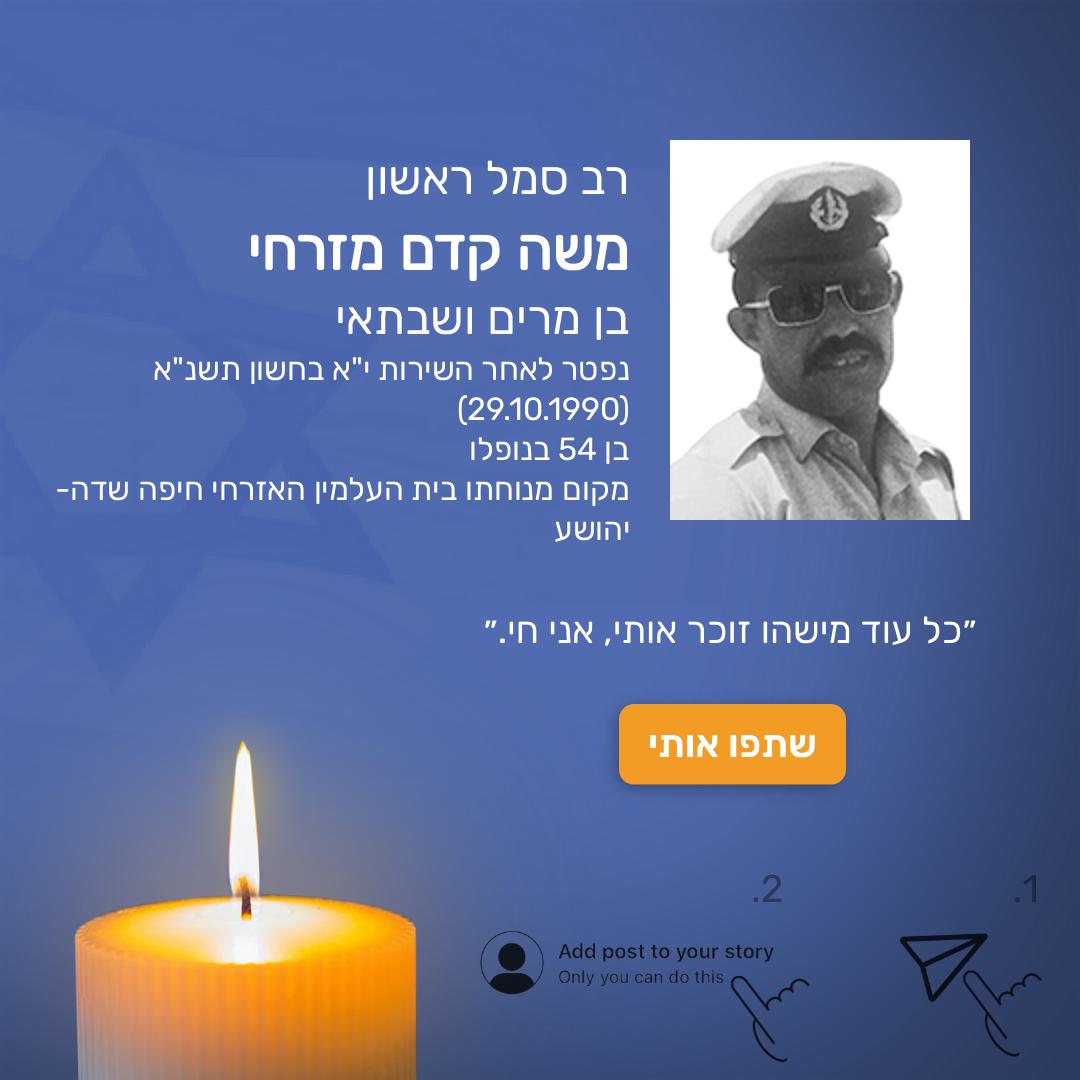 רב סמל ראשון
משה קדם מזרחי
בן מרים ושבתאי
נפטר לאחר השירות י"א בחשון תשנ"א
(29.10.1990)
בן 54 בנופלו
מקום מנוחתו בית העלמין האזרחי חיפה שדה-
יהושע
״כל עוד מישהו זוכר אותי, אני חי.״
שתפו אותי
.1
.2
Add post to your story
Only you can do this